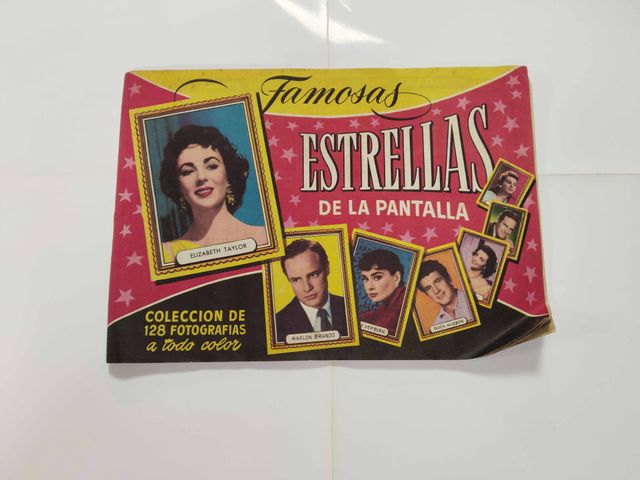 Famosas
ESTRELLAS
DE LA PANTALLA
ELIZABETH TAYLOR
MARLON BRANDO
HEPBURN
ROCK HUDSON
COLECCION DE
128 FOTOGRAFIAS
a todo color